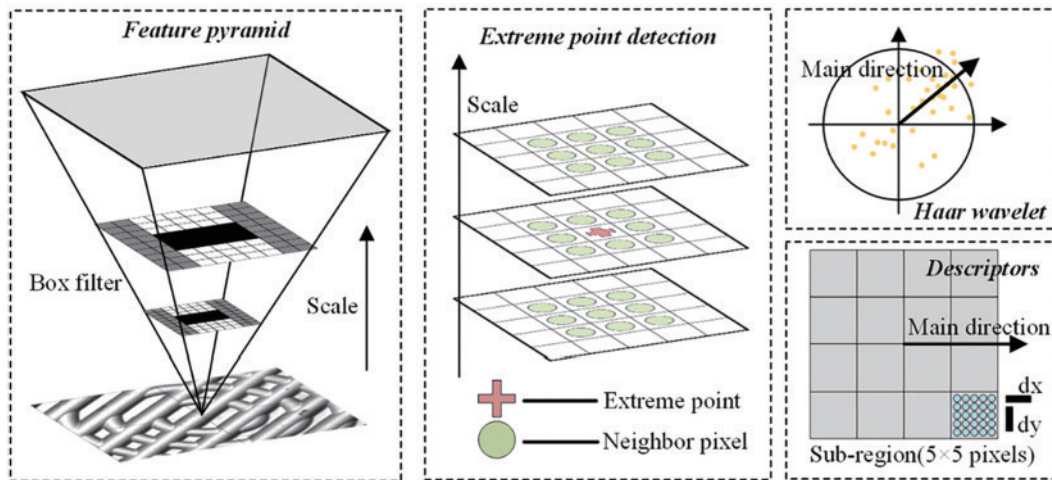 Feature pyramid
Box filter
Scale
Extreme point detection
Scale
Extreme point
Neighbor pixel
Main direction
Haar wavelet
Descriptors
Main direction
dx
dy
Sub-region(5×5 pixels)